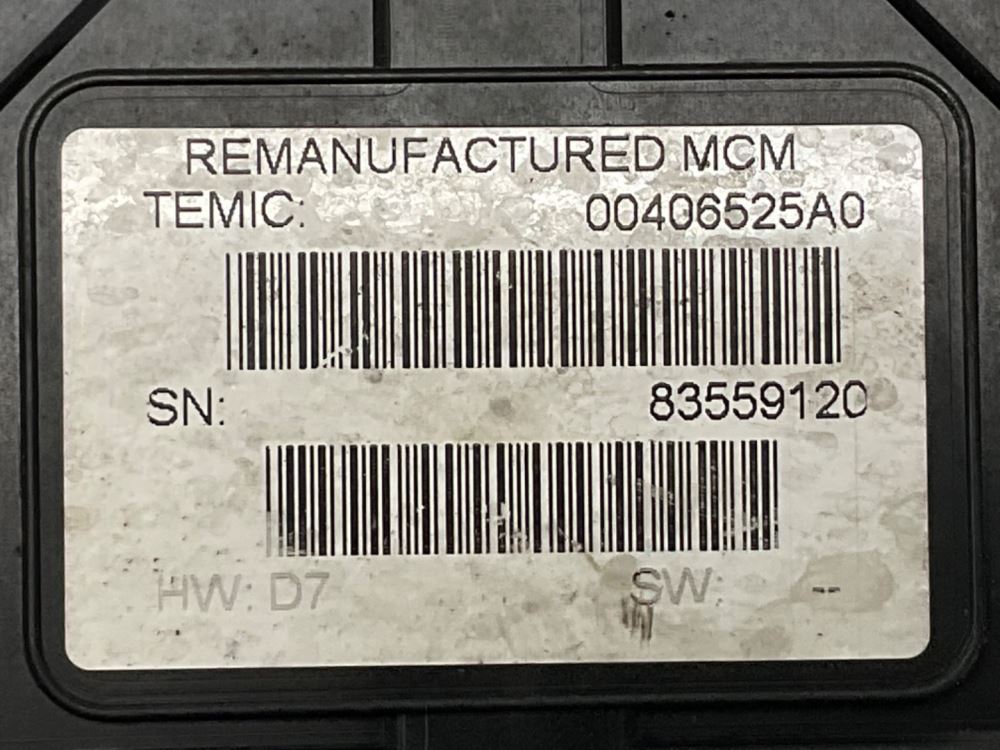 REMANUFACTURED MCM
TEMIC: 00406525A0
SN: 83559120
HW: D7 SW: --